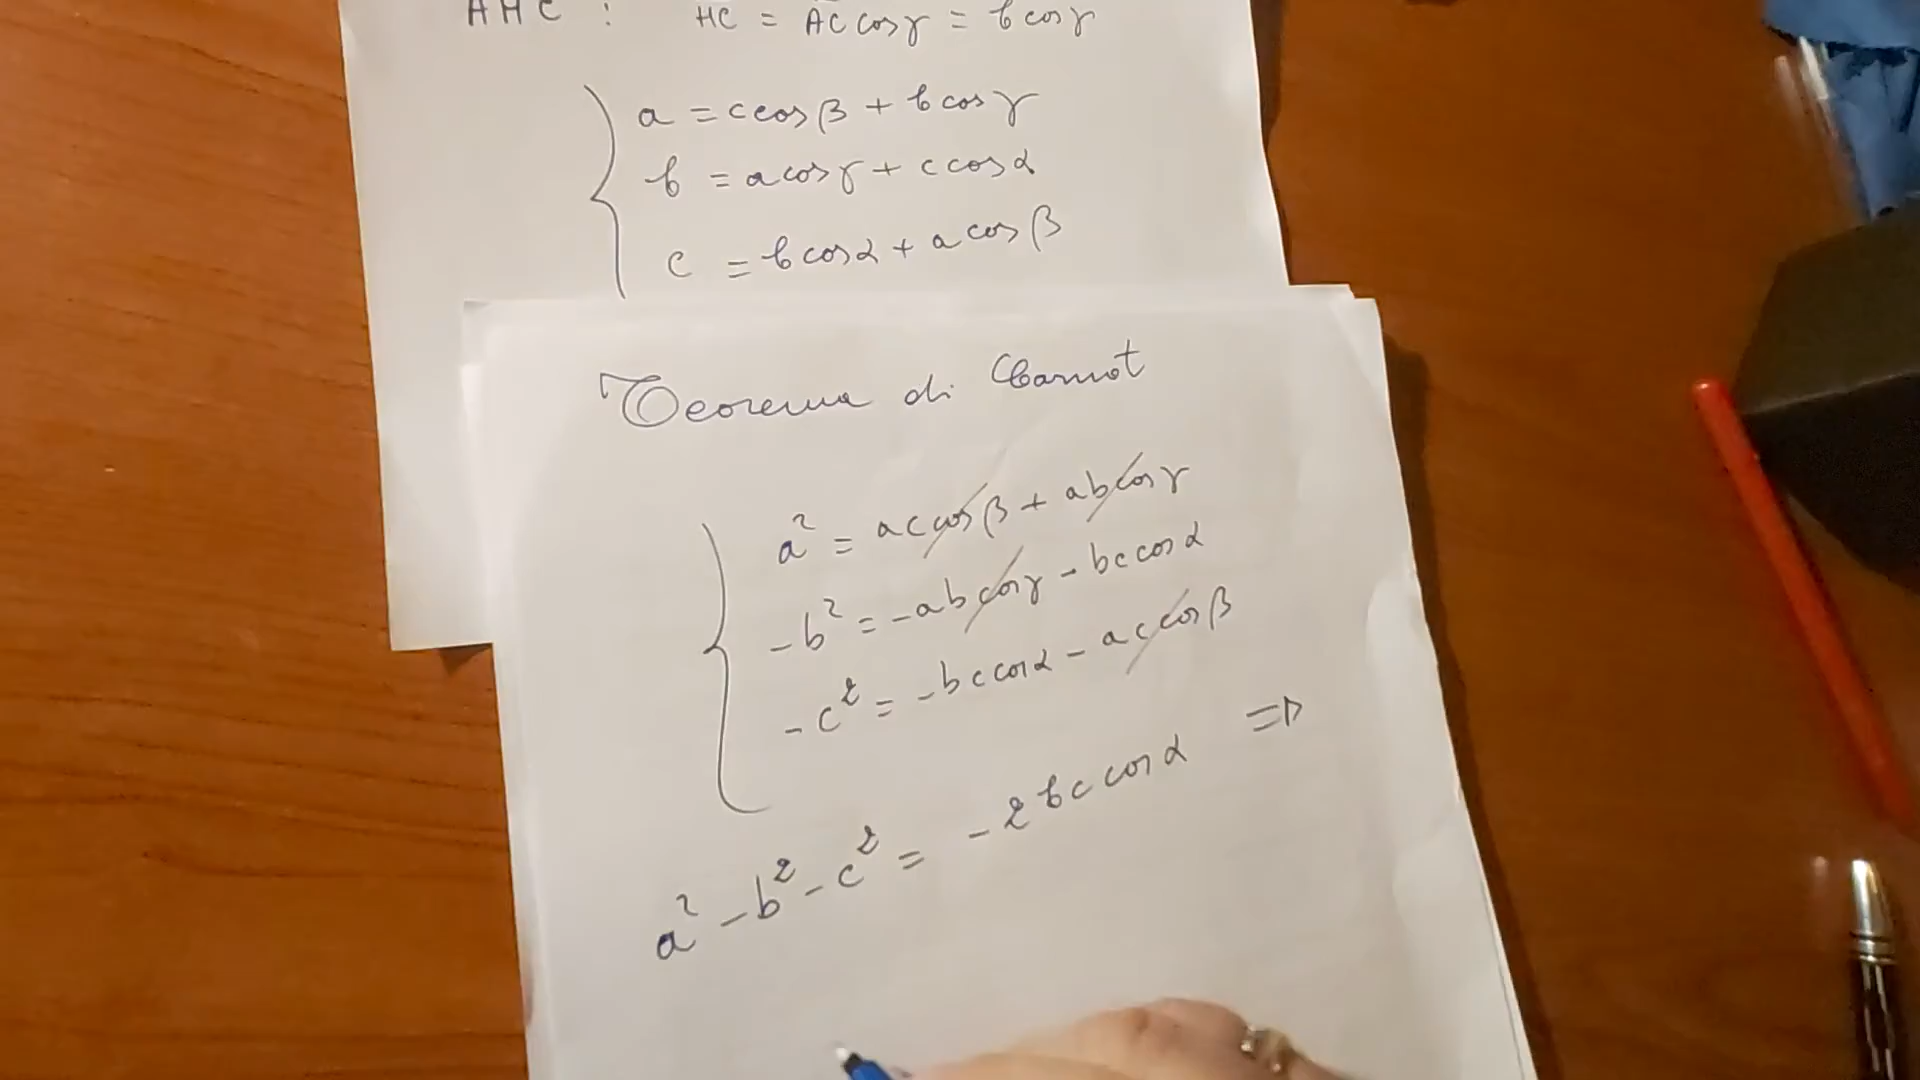 AHC : HC = AC cos γ = b cos γ
a = c cos β + b cos γ
b = a cos γ + c cos α
c = b cos α + a cos β
Teorema di Carnot
a² = ac cos β + ab cos γ
-b² = -ab cos γ - bc cos α
-c² = -bc cos α - ac cos β
a² - b² - c² = -2bc cos α ⇒